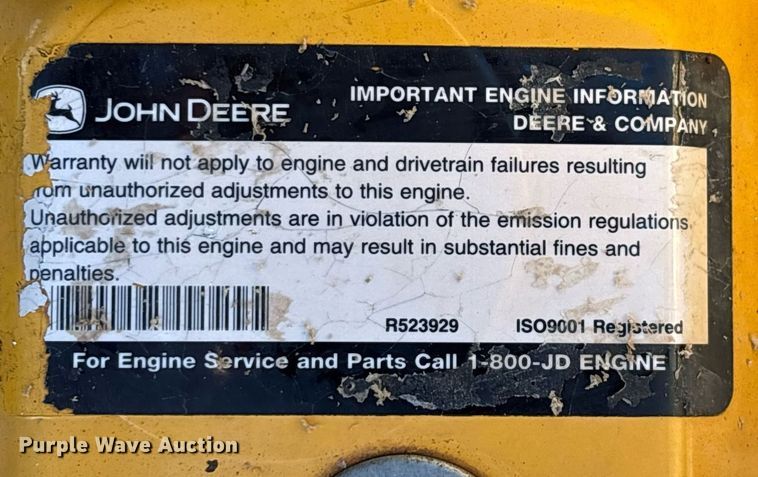 JOHN DEERE
IMPORTANT ENGINE INFORMATION
DEERE & COMPANY
Warranty will not apply to engine and drivetrain failures resulting
from unauthorized adjustments to this engine.
Unauthorized adjustments are in violation of the emission regulations
applicable to this engine and may result in substantial fines and
penalties.
R523929 ISO9001 Registered
For Engine Service and Parts Call 1-800-JD ENGINE
Purple Wave Auction